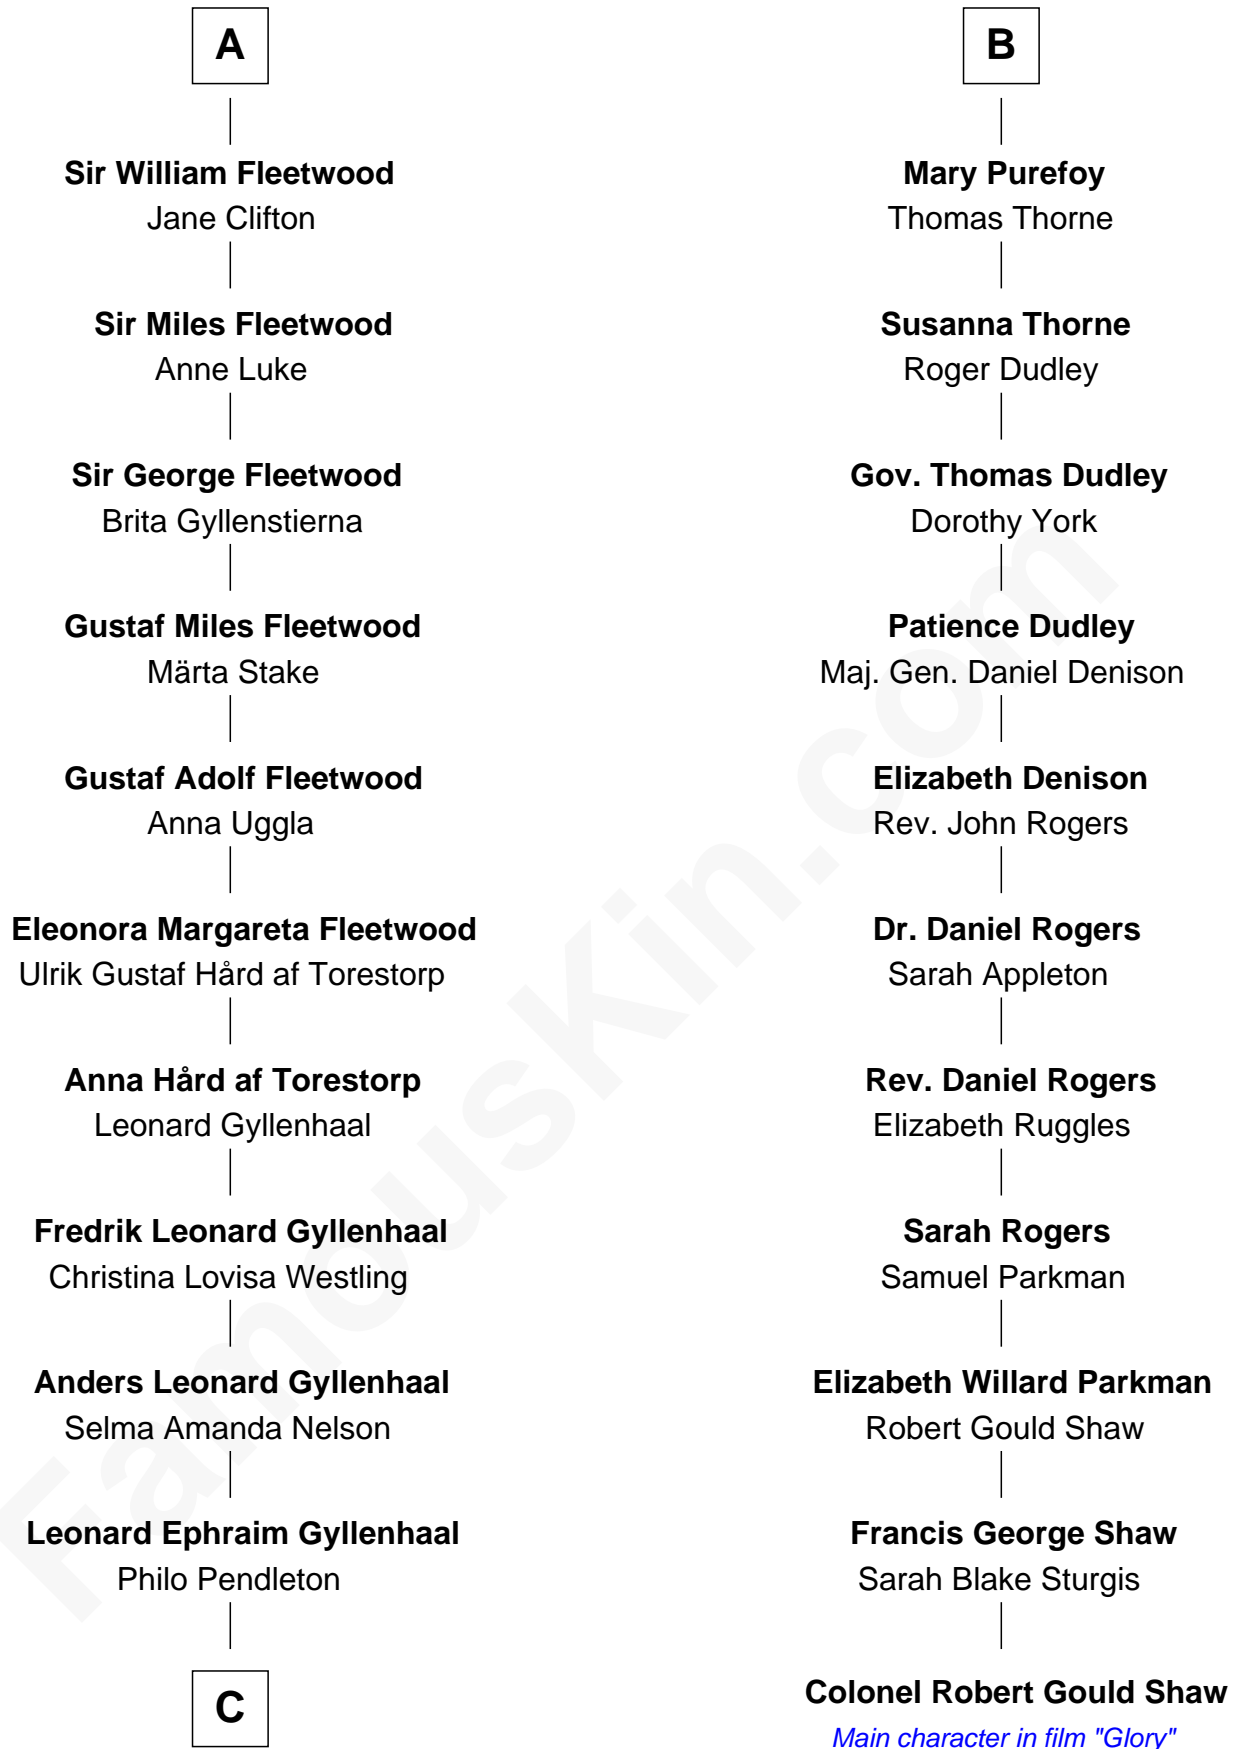 A
Sir William Fleetwood
Jane Clifton
Sir Miles Fleetwood
Anne Luke
Sir George Fleetwood
Brita Gyllenstierna
Gustaf Miles Fleetwood
Märta Stake
Gustaf Adolf Fleetwood
Anna Uggla
Eleonora Margareta Fleetwood
Ulrik Gustaf Hård af Torestorp
Anna Hård af Torestorp
Leonard Gyllenhaal
Fredrik Leonard Gyllenhaal
Christina Lovisa Westling
Anders Leonard Gyllenhaal
Selma Amanda Nelson
Leonard Ephraim Gyllenhaal
Philo Pendleton
C
B
Mary Purefoy
Thomas Thorne
Susanna Thorne
Roger Dudley
Gov. Thomas Dudley
Dorothy York
Patience Dudley
Maj. Gen. Daniel Denison
Elizabeth Denison
Rev. John Rogers
Dr. Daniel Rogers
Sarah Appleton
Rev. Daniel Rogers
Elizabeth Ruggles
Sarah Rogers
Samuel Parkman
Elizabeth Willard Parkman
Robert Gould Shaw
Francis George Shaw
Sarah Blake Sturgis
Colonel Robert Gould Shaw
Main character in film "Glory"
FamousKin.com